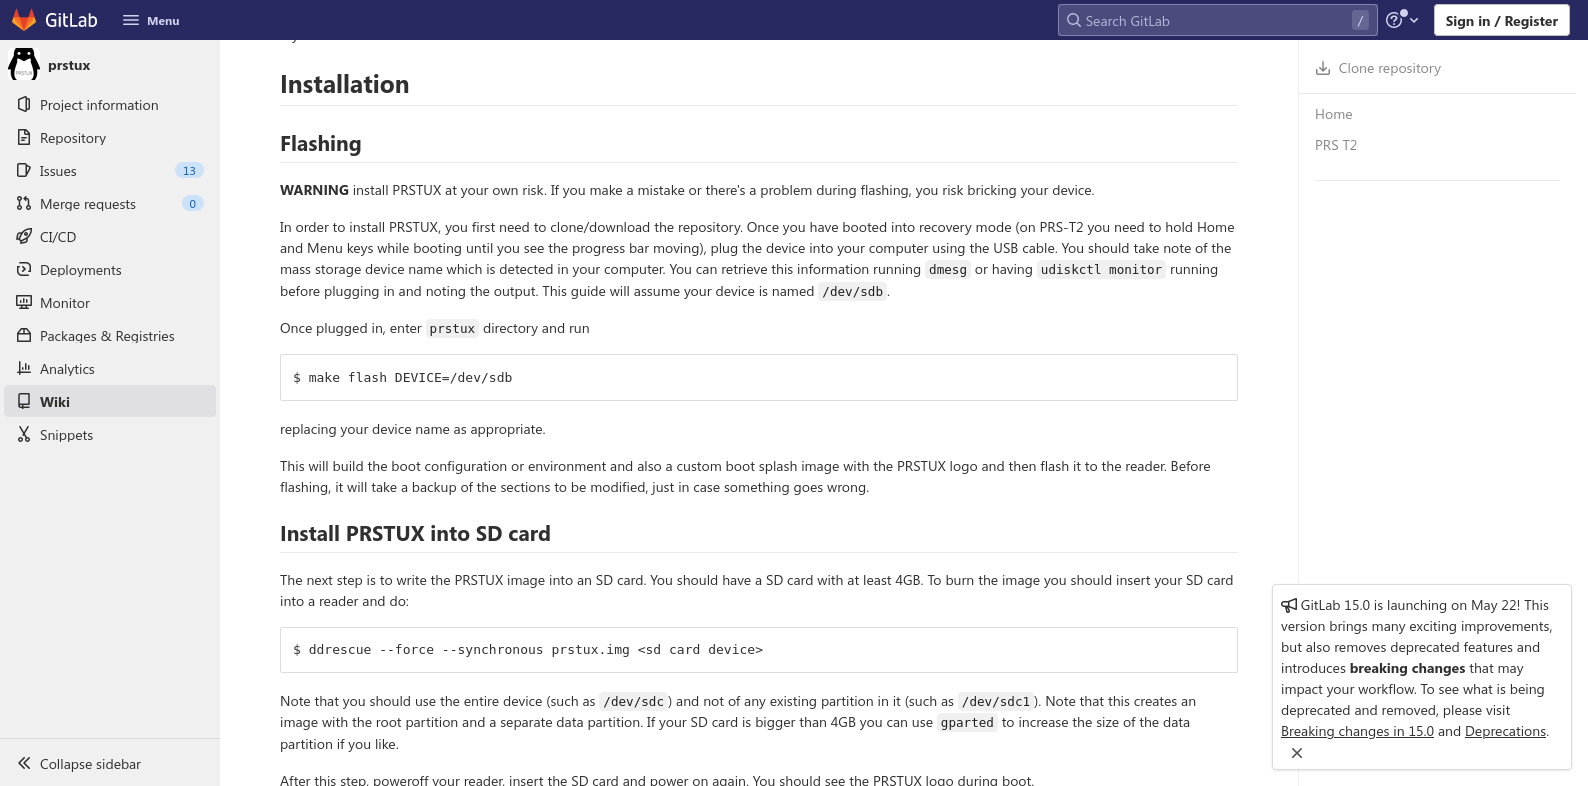 GitLab
Menu
Search GitLab
/
Sign in / Register
PRSTUX
prstux
Project information
Repository
Issues 13
Merge requests 0
CI/CD
Deployments
Monitor
Packages & Registries
Analytics
Wiki
Snippets
Collapse sidebar
Installation
Flashing
WARNING install PRSTUX at your own risk. If you make a mistake or there's a problem during flashing, you risk bricking your device.
In order to install PRSTUX, you first need to clone/download the repository. Once you have booted into recovery mode (on PRS-T2 you need to hold Home
and Menu keys while booting until you see the progress bar moving), plug the device into your computer using the USB cable. You should take note of the
mass storage device name which is detected in your computer. You can retrieve this information running dmesg or having udiskctl monitor running
before plugging in and noting the output. This guide will assume your device is named /dev/sdb.
Once plugged in, enter prstux directory and run
$ make flash DEVICE=/dev/sdb
replacing your device name as appropriate.
This will build the boot configuration or environment and also a custom boot splash image with the PRSTUX logo and then flash it to the reader. Before
flashing, it will take a backup of the sections to be modified, just in case something goes wrong.
Install PRSTUX into SD card
The next step is to write the PRSTUX image into an SD card. You should have a SD card with at least 4GB. To burn the image you should insert your SD card
into a reader and do:
$ ddrescue --force --synchronous prstux.img <sd card device>
Note that you should use the entire device (such as /dev/sdc) and not of any existing partition in it (such as /dev/sdc1). Note that this creates an
image with the root partition and a separate data partition. If your SD card is bigger than 4GB you can use gparted to increase the size of the data
partition if you like.
After this step, poweroff your reader, insert the SD card and power on again. You should see the PRSTUX logo during boot.
Clone repository
Home
PRS T2
GitLab 15.0 is launching on May 22! This
version brings many exciting improvements,
but also removes deprecated features and
introduces breaking changes that may
impact your workflow. To see what is being
deprecated and removed, please visit
Breaking changes in 15.0 and Deprecations.